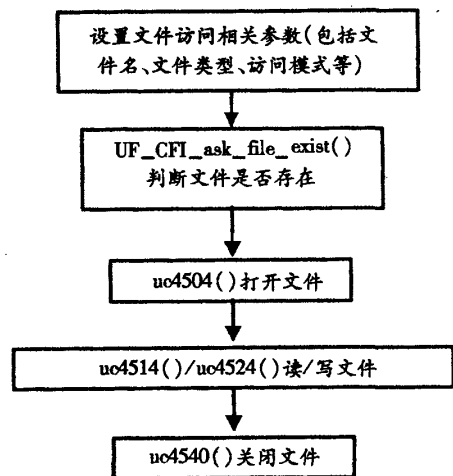 设置文件访问相关参数(包括文
件名、文件类型、访问模式等)
UF_CFI_ask_file_exist()
判断文件是否存在
uc4504()打开文件
uc4514()/uc4524()读/写文件
uc4540()关闭文件